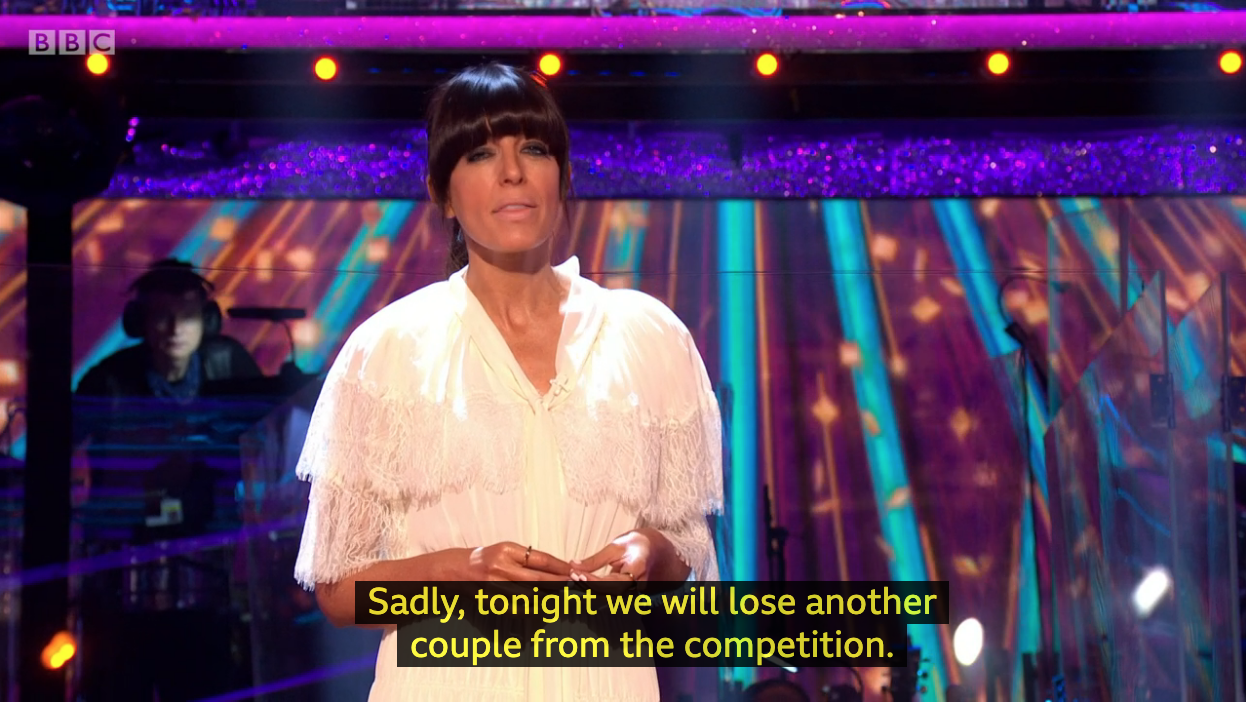 BBC
Sadly, tonight we will lose another
couple from the competition.